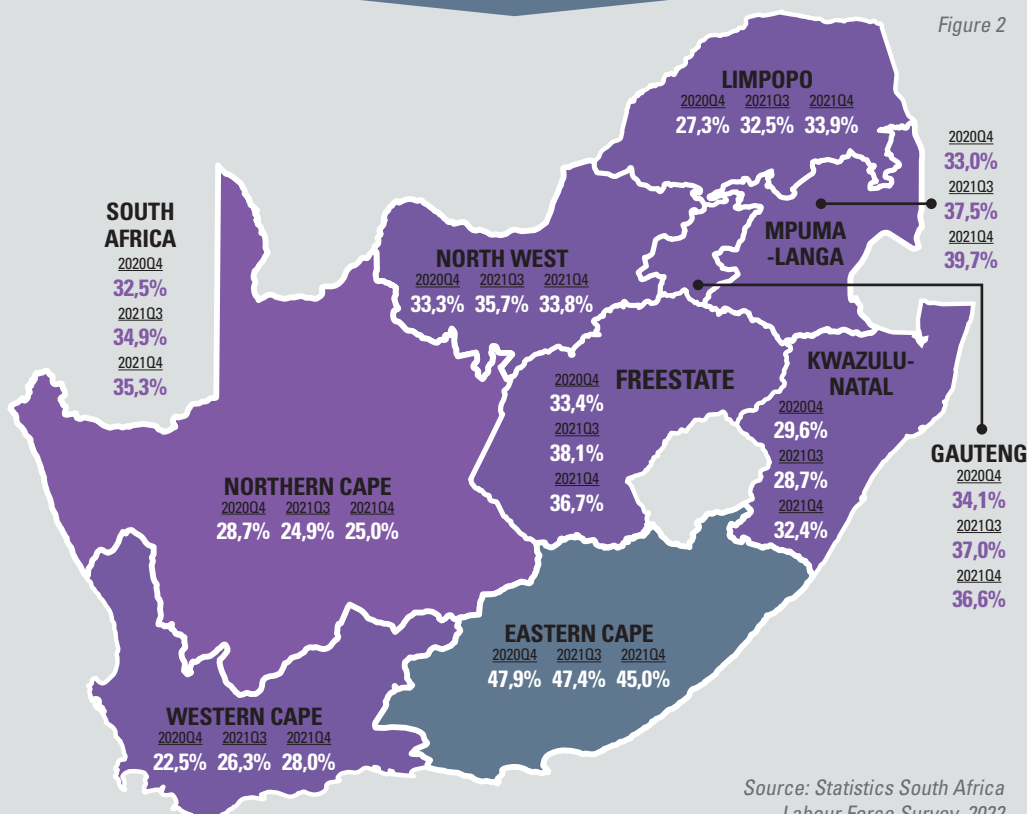 Figure 2
LIMPOPO
2020Q4 2021Q3 2021Q4
27,3% 32,5% 33,9%
2020Q4
33,0%
2021Q3
37,5%
2021Q4
39,7%
MPUMA
-LANGA
SOUTH
AFRICA
2020Q4
32,5%
2021Q3
34,9%
2021Q4
35,3%
NORTH WEST
2020Q4 2021Q3 2021Q4
33,3% 35,7% 33,8%
FREESTATE
2020Q4
33,4%
2021Q3
38,1%
2021Q4
36,7%
KWAZULU-
NATAL
2020Q4
29,6%
2021Q3
28,7%
2021Q4
32,4%
GAUTENG
2020Q4
34,1%
2021Q3
37,0%
2021Q4
36,6%
NORTHERN CAPE
2020Q4 2021Q3 2021Q4
28,7% 24,9% 25,0%
EASTERN CAPE
2020Q4 2021Q3 2021Q4
47,9% 47,4% 45,0%
WESTERN CAPE
2020Q4 2021Q3 2021Q4
22,5% 26,3% 28,0%
Source: Statistics South Africa
Labour Force Survey, 2022